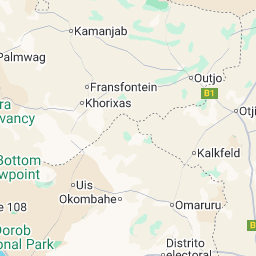 Kamanjab
Palmwag
Fransfontein
Outjo
B1
Khorixas
ra
vancy
Otji
Bottom
wpoint
Kalkfeld
Uis
Okombahe
e 108
Omaruru
Dorob
onal Park
Distrito
electoral